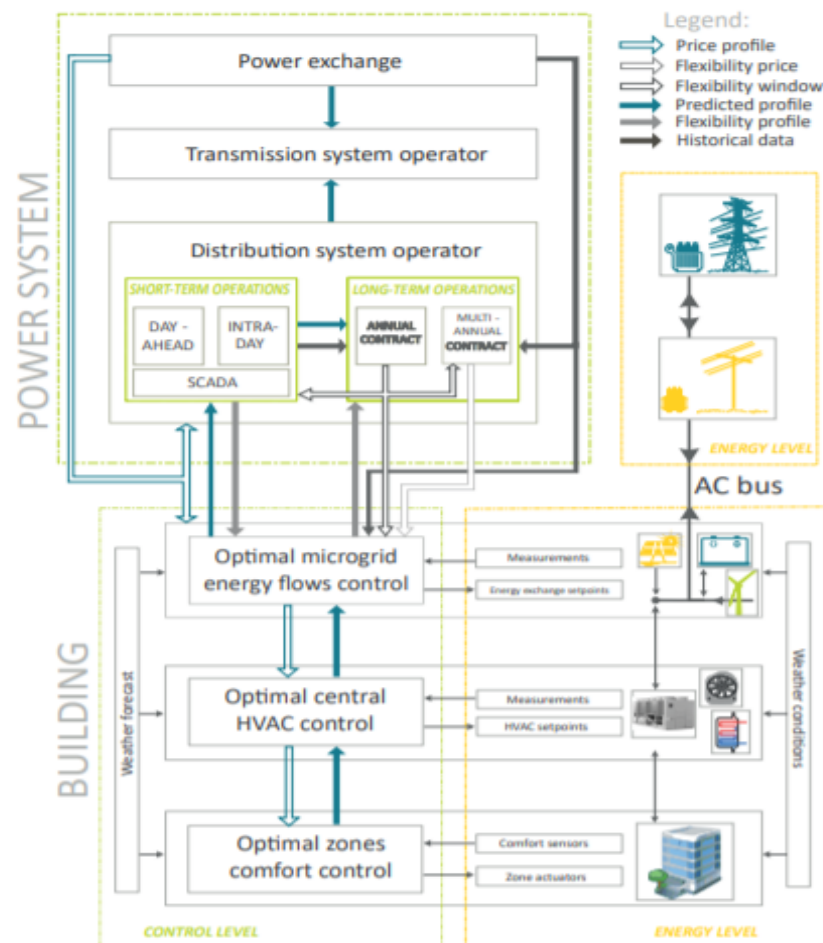 Legend:
Price profile
Flexibility price
Flexibility window
Predicted profile
Flexibility profile
Historical data
POWER SYSTEM
Power exchange
Transmission system operator
Distribution system operator
SHORT-TERM OPERATIONS
LONG-TERM OPERATIONS
DAY -
AHEAD
INTRA-
DAY
SCADA
ANNUAL
CONTRACT
MULTI -
ANNUAL
CONTRACT
ENERGY LEVEL
AC bus
BUILDING
Weather forecast
Optimal microgrid
energy flows control
Measurements
Energy exchange setpoints
Optimal central
HVAC control
Measurements
HVAC setpoints
Optimal zones
comfort control
Comfort sensors
Zone actuators
Weather conditions
CONTROL LEVEL
ENERGY LEVEL